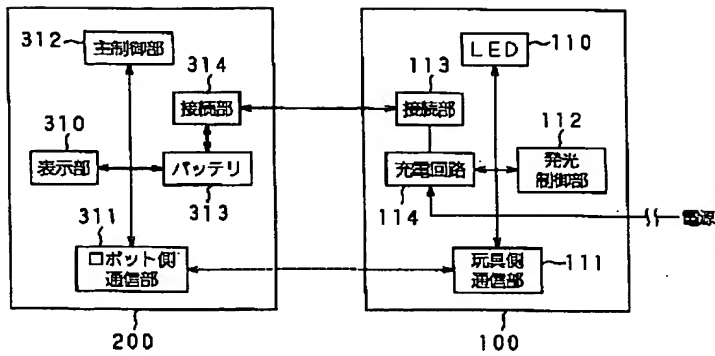 312
主制御部
314
接続部
310
表示部
バッテリ
313
311
ロボット側
通信部
200
LED
110
113
接続部
112
発光
制御部
充電回路
114
電源
玩具側
通信部
111
100